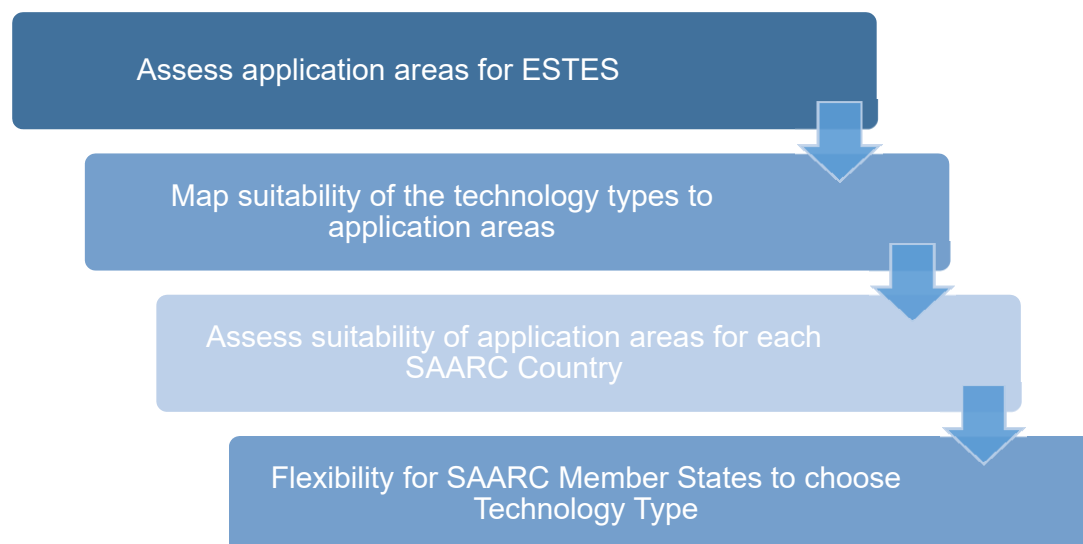 Assess application areas for ESTES
Map suitability of the technology types to
application areas
Assess suitability of application areas for each
SAARC Country
Flexibility for SAARC Member States to choose
Technology Type